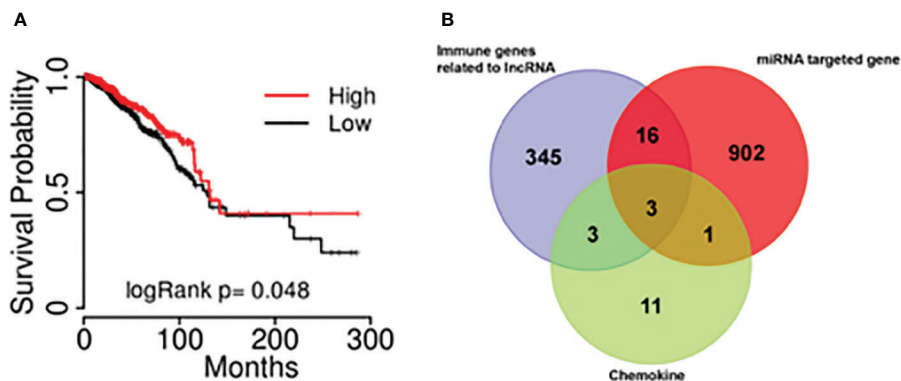 A
Survival Probability
1.0
0.5
0
High
Low
logRank p= 0.048
0 100 200 300
Months
B
Immune genes
related to lncRNA
miRNA targeted gene
345
16
902
3
3
1
11
Chemokine